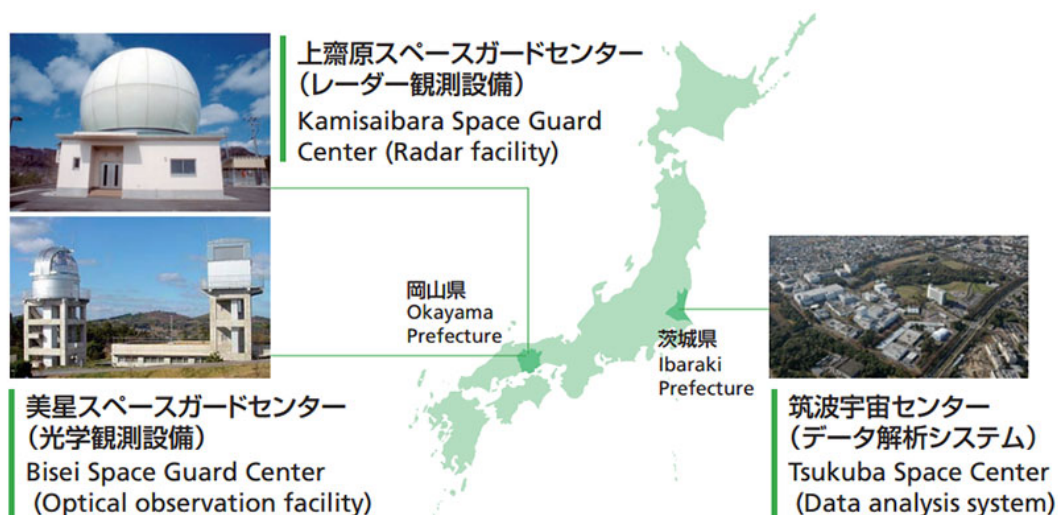 上齋原スペースガードセンター
(レーダー観測設備)
Kamisaibara Space Guard
Center (Radar facility)
岡山県
Okayama
Prefecture
茨城県
Ibaraki
Prefecture
美星スペースガードセンター
(光学観測設備)
Bisei Space Guard Center
(Optical observation facility)
筑波宇宙センター
(データ解析システム)
Tsukuba Space Center
(Data analysis system)